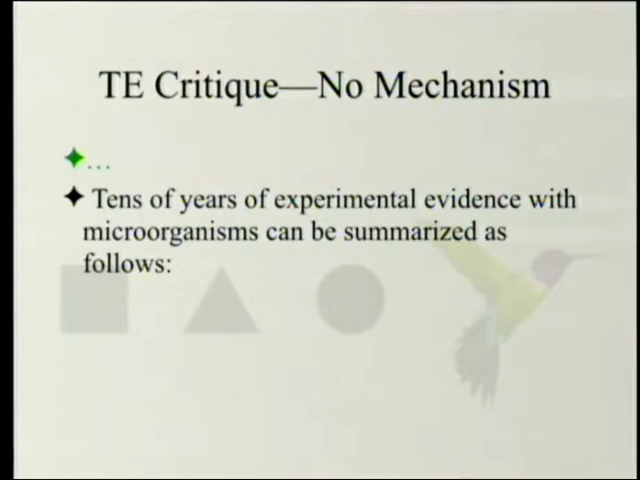 TE Critique—No Mechanism
...
Tens of years of experimental evidence with
microorganisms can be summarized as
follows: